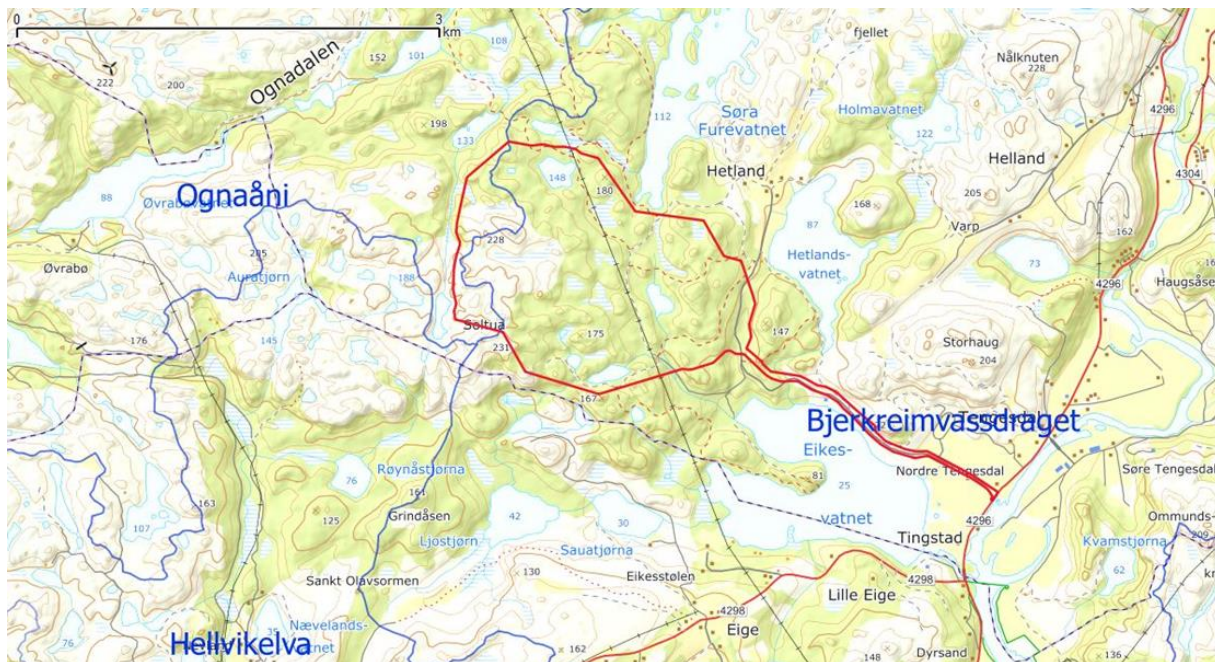 0
3
km
108
101
152
Ognadalen
222
200
198
133
112
Søra
Furevatnet
Hetland
fjellet
Nålknuten
228
Holmavatnet
122
Helland
4296
4304
205
Varp
162
168
87
Hetlands-
vatnet
73
4296
Haugsåse
148
180
Ognaåni
88
Øvrabø
Auratjørn
188
228
Soltua
231
175
147
Storhaug
204
145
176
167
Bjerkreimvassdraget
Eikes-
81
25
vatnet
Nordre Tengesdal
Søre Tengesdal
4296
Tingstad
Ommunds-
209
Kvamstjørna
62
Røynåstjørna
76
161
163
125
107
Grindåsen
42
Ljostjørn
30
Sauatjørna
Eikesstølen
130
Sankt Olavsormen
4298
Lille Eige
4298
Eige
Nævelands-
vatnet
Hellvikelva
76
162
148
Dyrsand
136